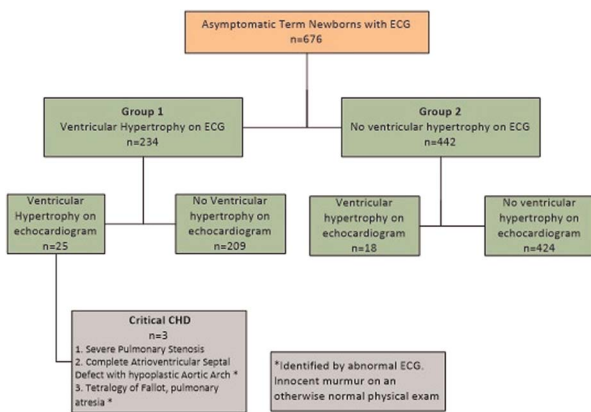 Asymptomatic Term Newborns with ECG
n=676
Group 1
Ventricular Hypertrophy on ECG
n=234
Group 2
No ventricular hypertrophy on ECG
n=442
Ventricular
Hypertrophy on
echocardiogram
n=25
No Ventricular
hypertrophy on
echocardiogram
n=209
Ventricular
hypertrophy on
echocardiogram
n=18
No ventricular
hypertrophy on
echocardiogram
n=424
Critical CHD
n=3
1. Severe Pulmonary Stenosis
2. Complete Atrioventricular Septal
Defect with hypoplastic Aortic Arch *
3. Tetralogy of Fallot, pulmonary
atresia *
*Identified by abnormal ECG.
Innocent murmur on an
otherwise normal physical exam